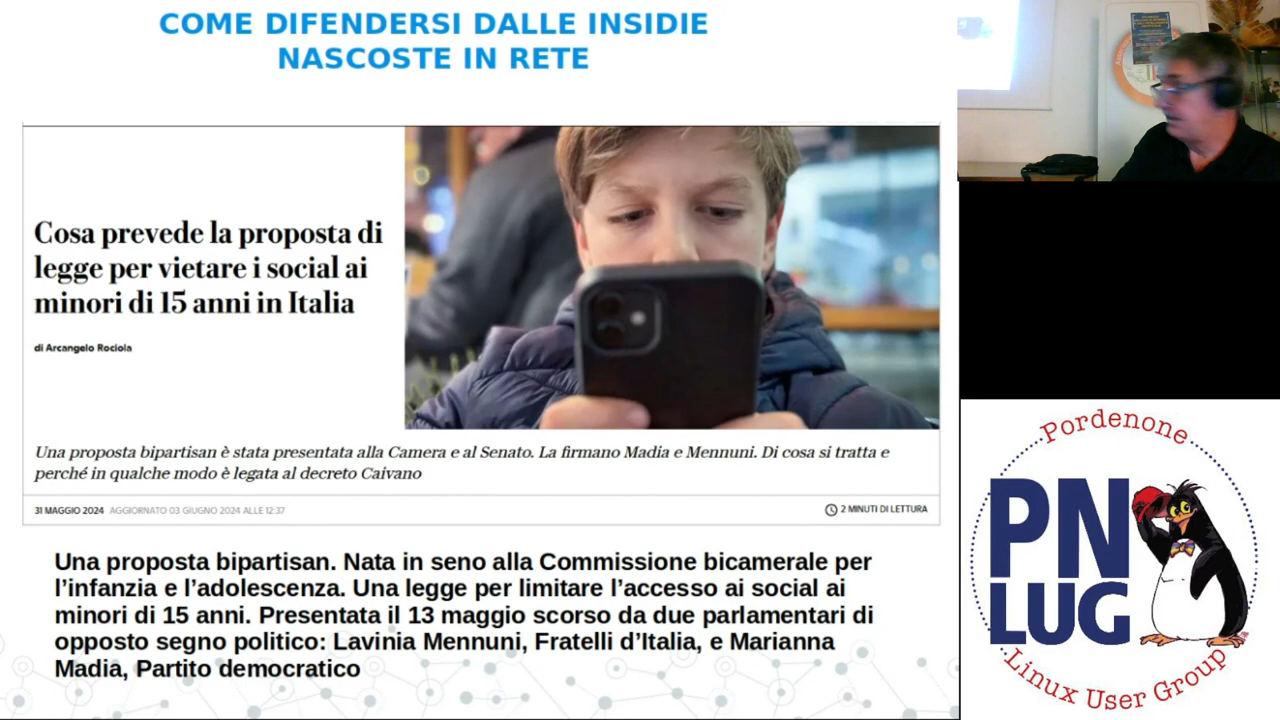 COME DIFENDERSI DALLE INSIDIE
NASCOSTE IN RETE
Cosa prevede la proposta di
legge per vietare i social ai
minori di 15 anni in Italia
di Arcangelo Rociola
Una proposta bipartisan è stata presentata alla Camera e al Senato. La firmano Madia e Mennuni. Di cosa si tratta e
perché in qualche modo è legata al decreto Caivano
31 MAGGIO 2024 AGGIORNATO 03 GIUGNO 2024 ALLE 12:37
2 MINUTI DI LETTURA
Una proposta bipartisan. Nata in seno alla Commissione bicamerale per
l’infanzia e l’adolescenza. Una legge per limitare l’accesso ai social ai
minori di 15 anni. Presentata il 13 maggio scorso da due parlamentari di
opposto segno politico: Lavinia Mennuni, Fratelli d’Italia, e Marianna
Madia, Partito democratico
Pordenone
PN
LUG
Linux User Group